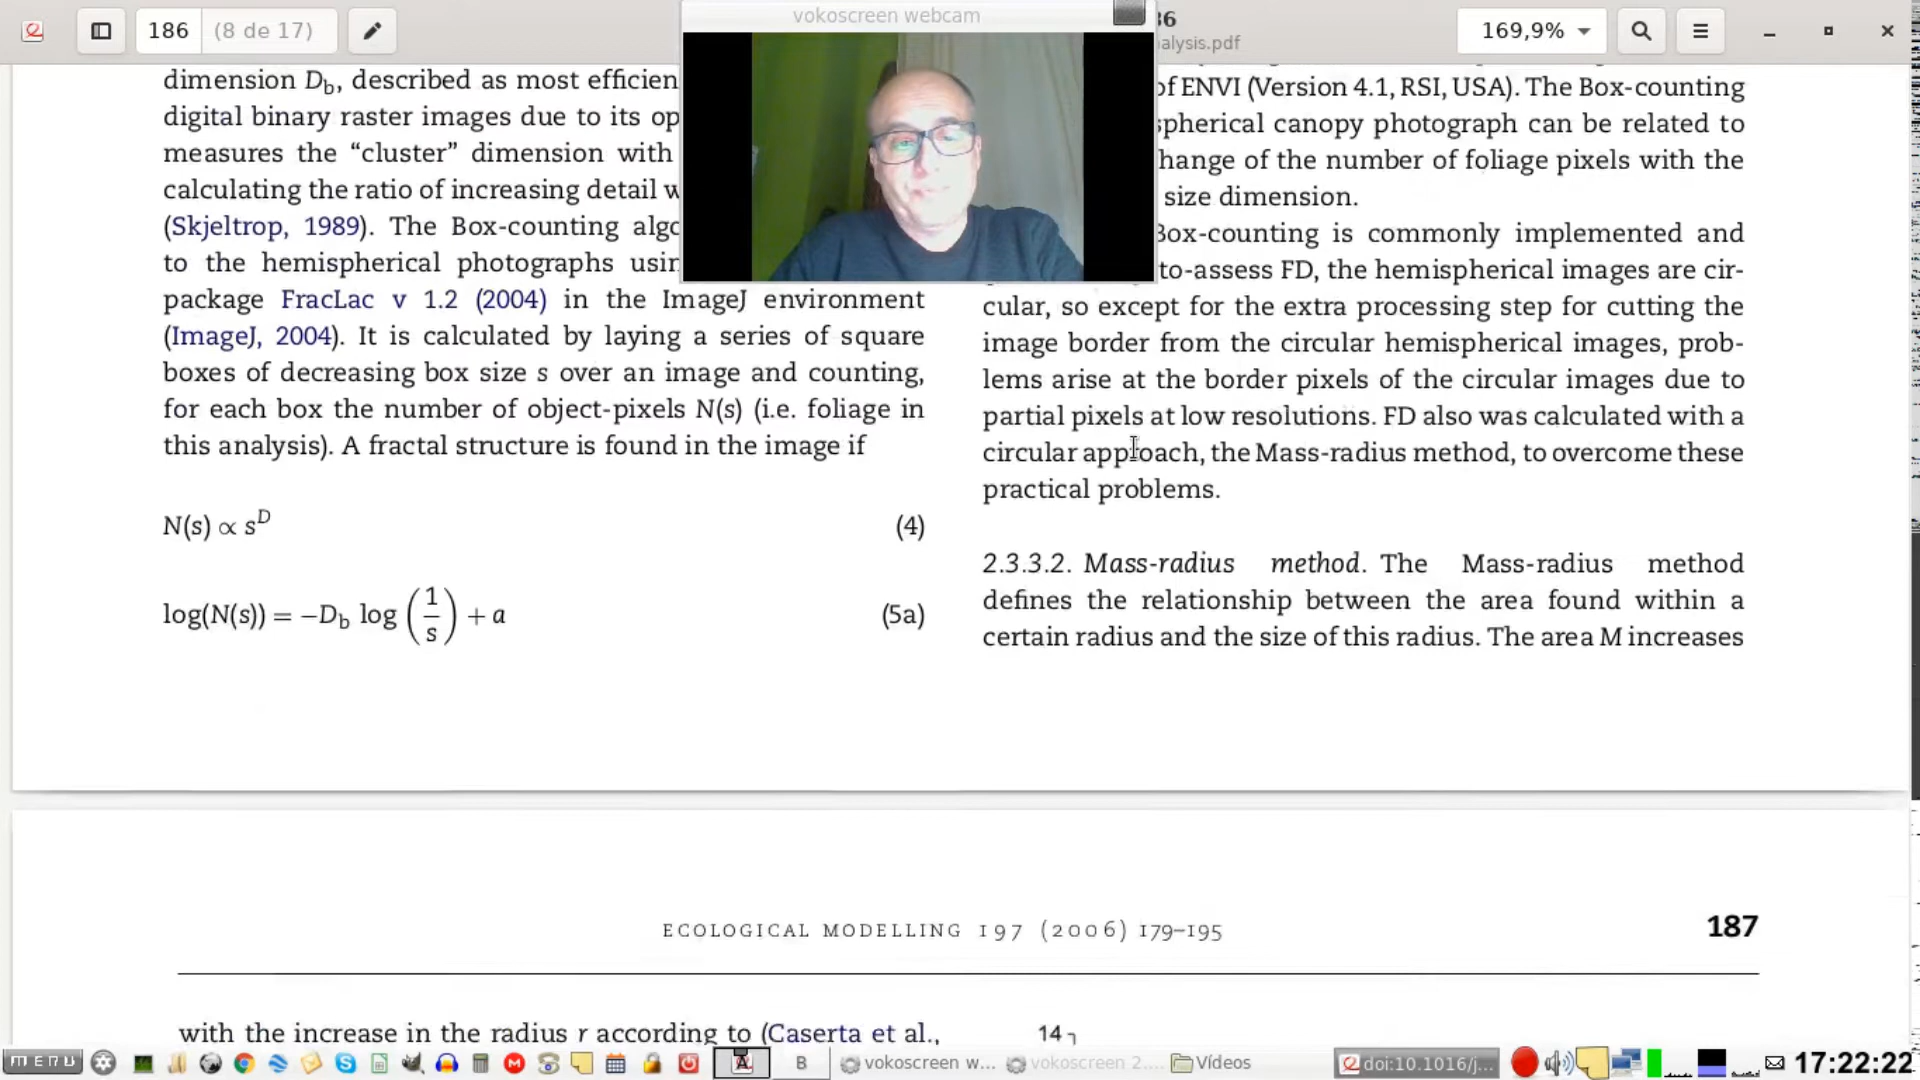 186 (8 de 17)
vokoscreen webcam
alysis.pdf
169,9%
dimension Db, described as most efficien
digital binary raster images due to its op
measures the “cluster” dimension with
calculating the ratio of increasing detail w
(Skjeltrop, 1989). The Box-counting algo
to the hemispherical photographs usin
package FracLac v 1.2 (2004) in the ImageJ environment
(ImageJ, 2004). It is calculated by laying a series of square
boxes of decreasing box size s over an image and counting,
for each box the number of object-pixels N(s) (i.e. foliage in
this analysis). A fractal structure is found in the image if
N(s) ∝ s^D (4)
log(N(s)) = −Db log (1/s) + a (5a)
of ENVI (Version 4.1, RSI, USA). The Box-counting
spherical canopy photograph can be related to
hange of the number of foliage pixels with the
size dimension.
Box-counting is commonly implemented and
to-assess FD, the hemispherical images are cir-
cular, so except for the extra processing step for cutting the
image border from the circular hemispherical images, prob-
lems arise at the border pixels of the circular images due to
partial pixels at low resolutions. FD also was calculated with a
circular approach, the Mass-radius method, to overcome these
practical problems.
2.3.3.2. Mass-radius method. The Mass-radius method
defines the relationship between the area found within a
certain radius and the size of this radius. The area M increases
ECOLOGICAL MODELLING 197 (2006) 179–195 187
with the increase in the radius r according to (Caserta et al.,
14
MENU B vokoscreen w... vokoscreen 2.... Vídeos doi:10.1016/j... 17:22:22